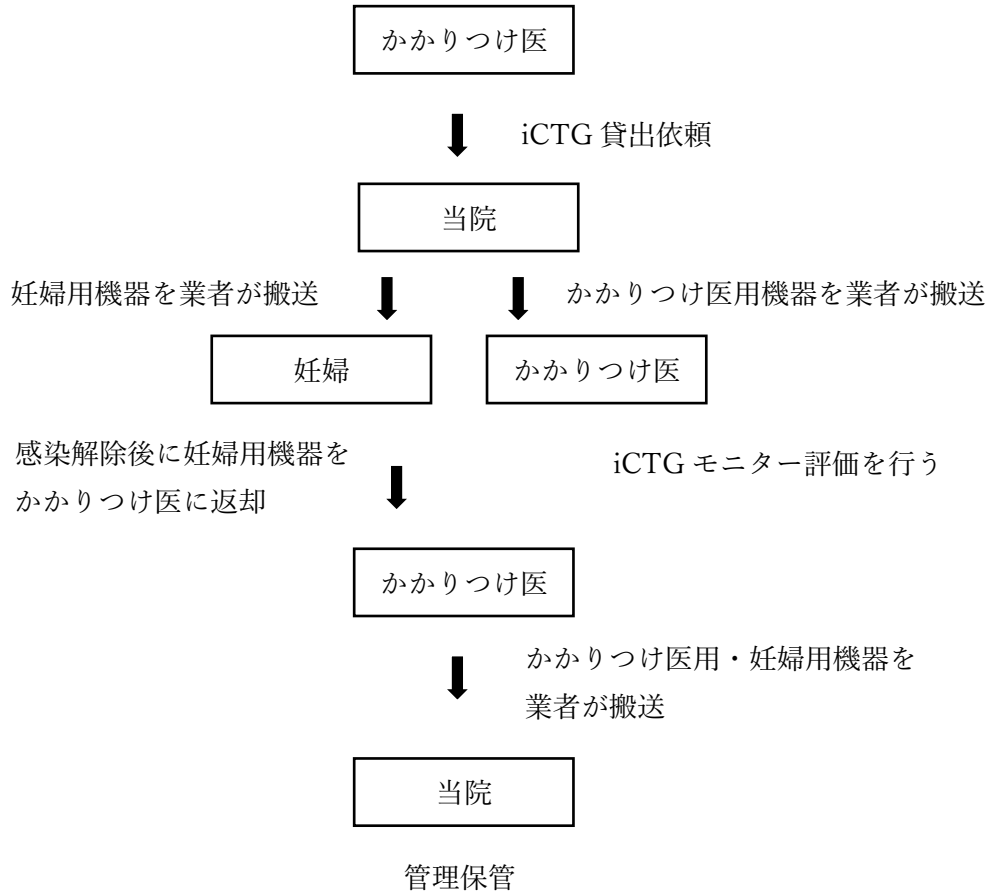 かかりつけ医
iCTG 貸出依頼
当院
妊婦用機器を業者が搬送
かかりつけ医用機器を業者が搬送
妊婦
かかりつけ医
感染解除後に妊婦用機器を
かかりつけ医に返却
iCTG モニター評価を行う
かかりつけ医
かかりつけ医用・妊婦用機器を
業者が搬送
当院
管理保管